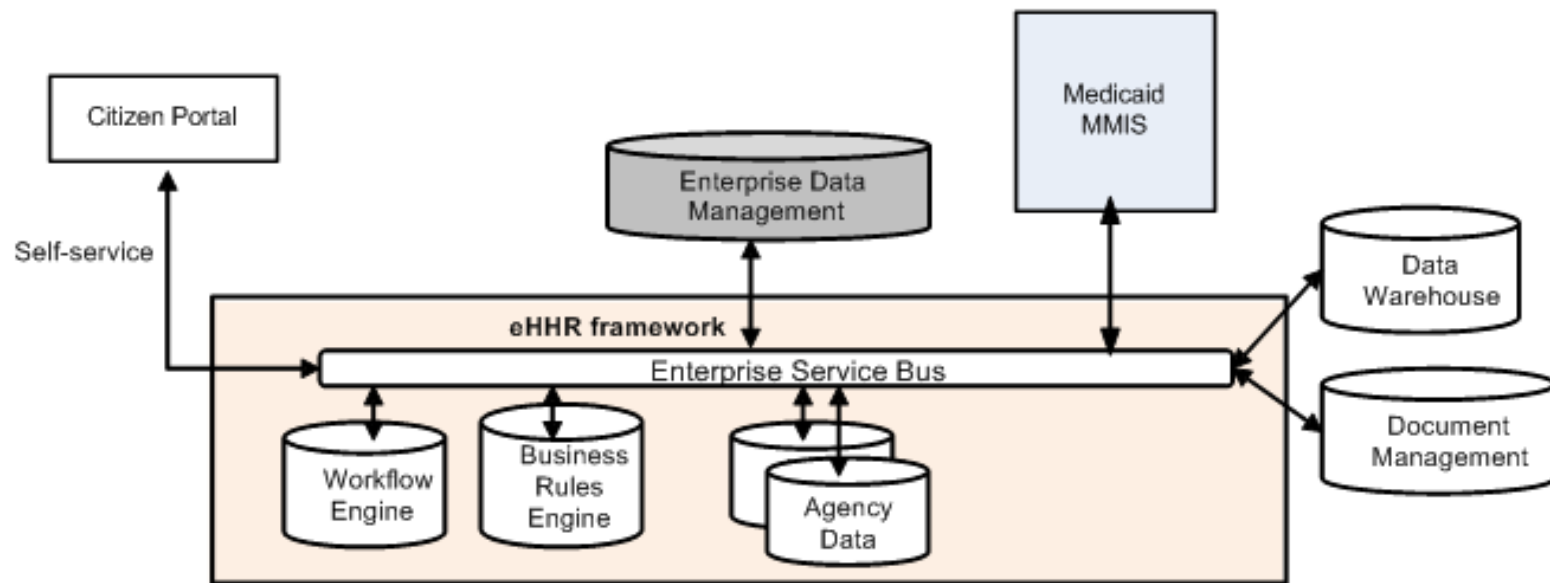 Citizen Portal
Medicaid
MMIS
Enterprise Data
Management
Self-service
Data
Warehouse
eHHR framework
Enterprise Service Bus
Document
Management
Workflow
Engine
Business
Rules
Engine
Agency
Data